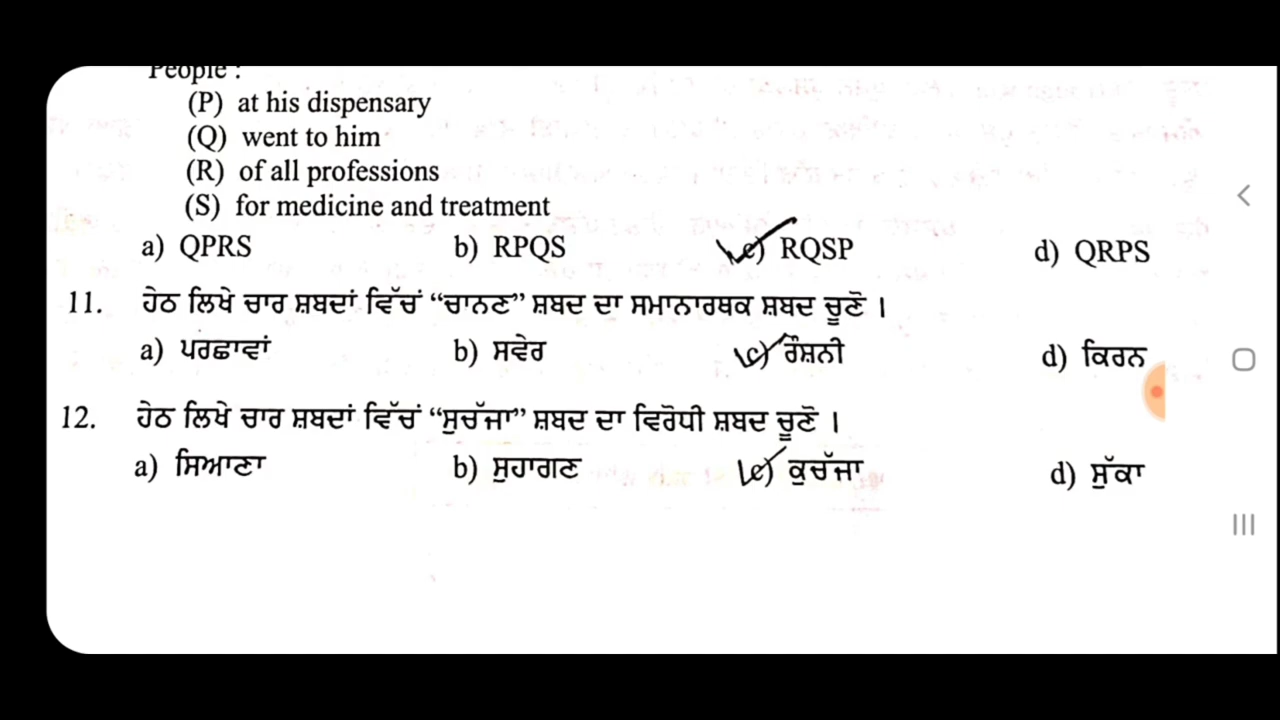 People :
(P) at his dispensary
(Q) went to him
(R) of all professions
(S) for medicine and treatment
a) QPRS b) RPQS c) RQSP d) QRPS
11. ਹੇਠ ਲਿਖੇ ਚਾਰ ਸ਼ਬਦਾਂ ਵਿੱਚੋਂ “ਚਾਨਣ” ਸ਼ਬਦ ਦਾ ਸਮਾਨਾਰਥਕ ਸ਼ਬਦ ਚੂਣੋ ।
a) ਪਰਛਾਵਾਂ b) ਸਵੇਰ c) ਰੌਸ਼ਨੀ d) ਕਿਰਨ
12. ਹੇਠ ਲਿਖੇ ਚਾਰ ਸ਼ਬਦਾਂ ਵਿੱਚੋਂ “ਸੁਚੱਜਾ” ਸ਼ਬਦ ਦਾ ਵਿਰੋਧੀ ਸ਼ਬਦ ਚੂਣੋ ।
a) ਸਿਆਣਾ b) ਸੁਹਾਗਣ c) ਕੁਚੱਜਾ d) ਸੁੱਕਾ